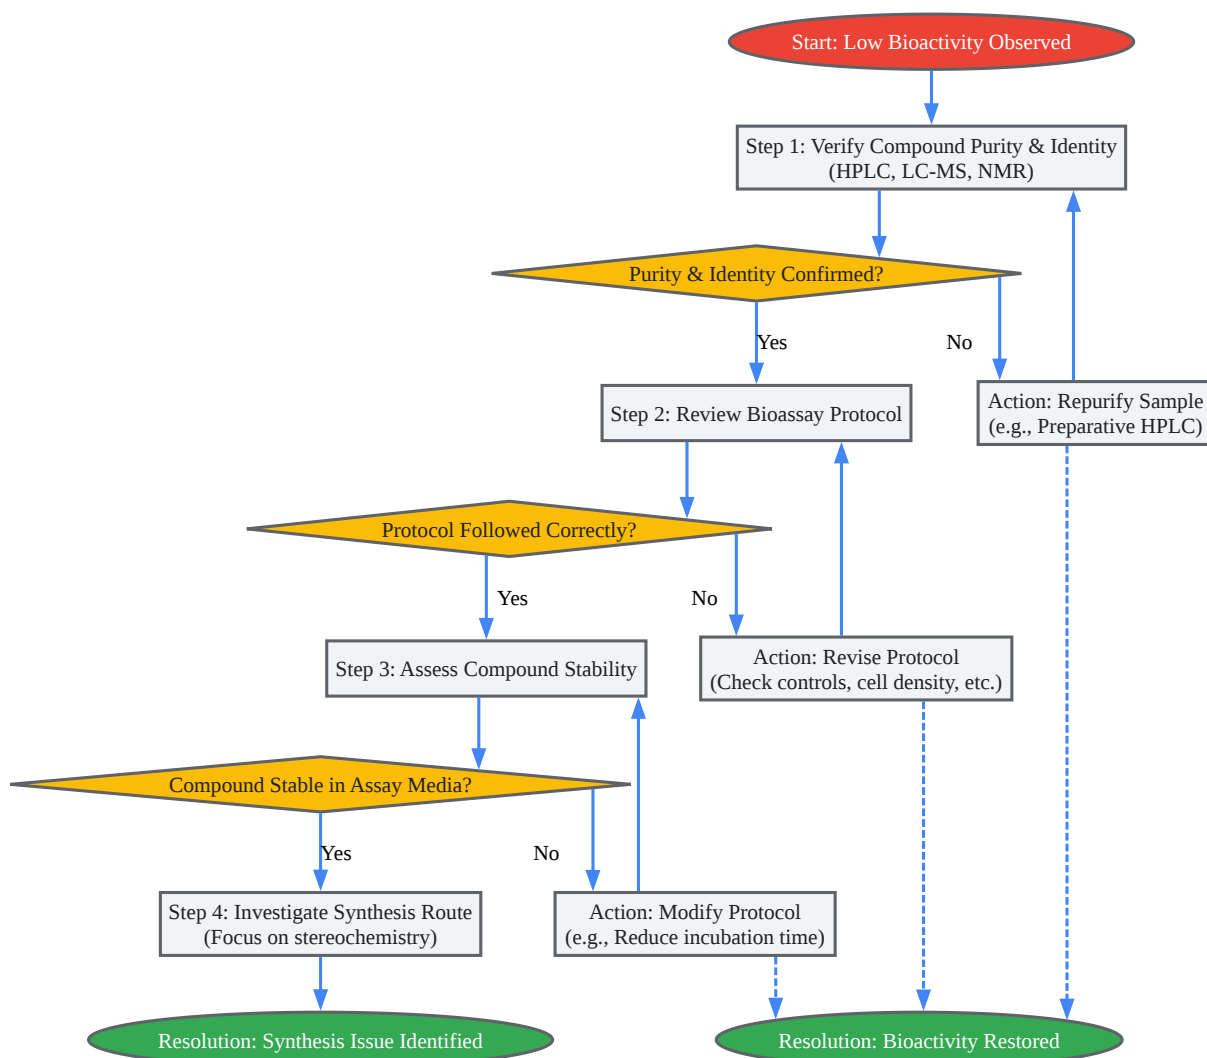 Start: Low Bioactivity Observed
Step 1: Verify Compound Purity & Identity
(HPLC, LC-MS, NMR)
Purity & Identity Confirmed?
Yes
No
Step 2: Review Bioassay Protocol
Action: Repurify Sample
(e.g., Preparative HPLC)
Protocol Followed Correctly?
Yes
No
Step 3: Assess Compound Stability
Action: Revise Protocol
(Check controls, cell density, etc.)
Compound Stable in Assay Media?
Yes
No
Step 4: Investigate Synthesis Route
(Focus on stereochemistry)
Action: Modify Protocol
(e.g., Reduce incubation time)
Resolution: Synthesis Issue Identified
Resolution: Bioactivity Restored